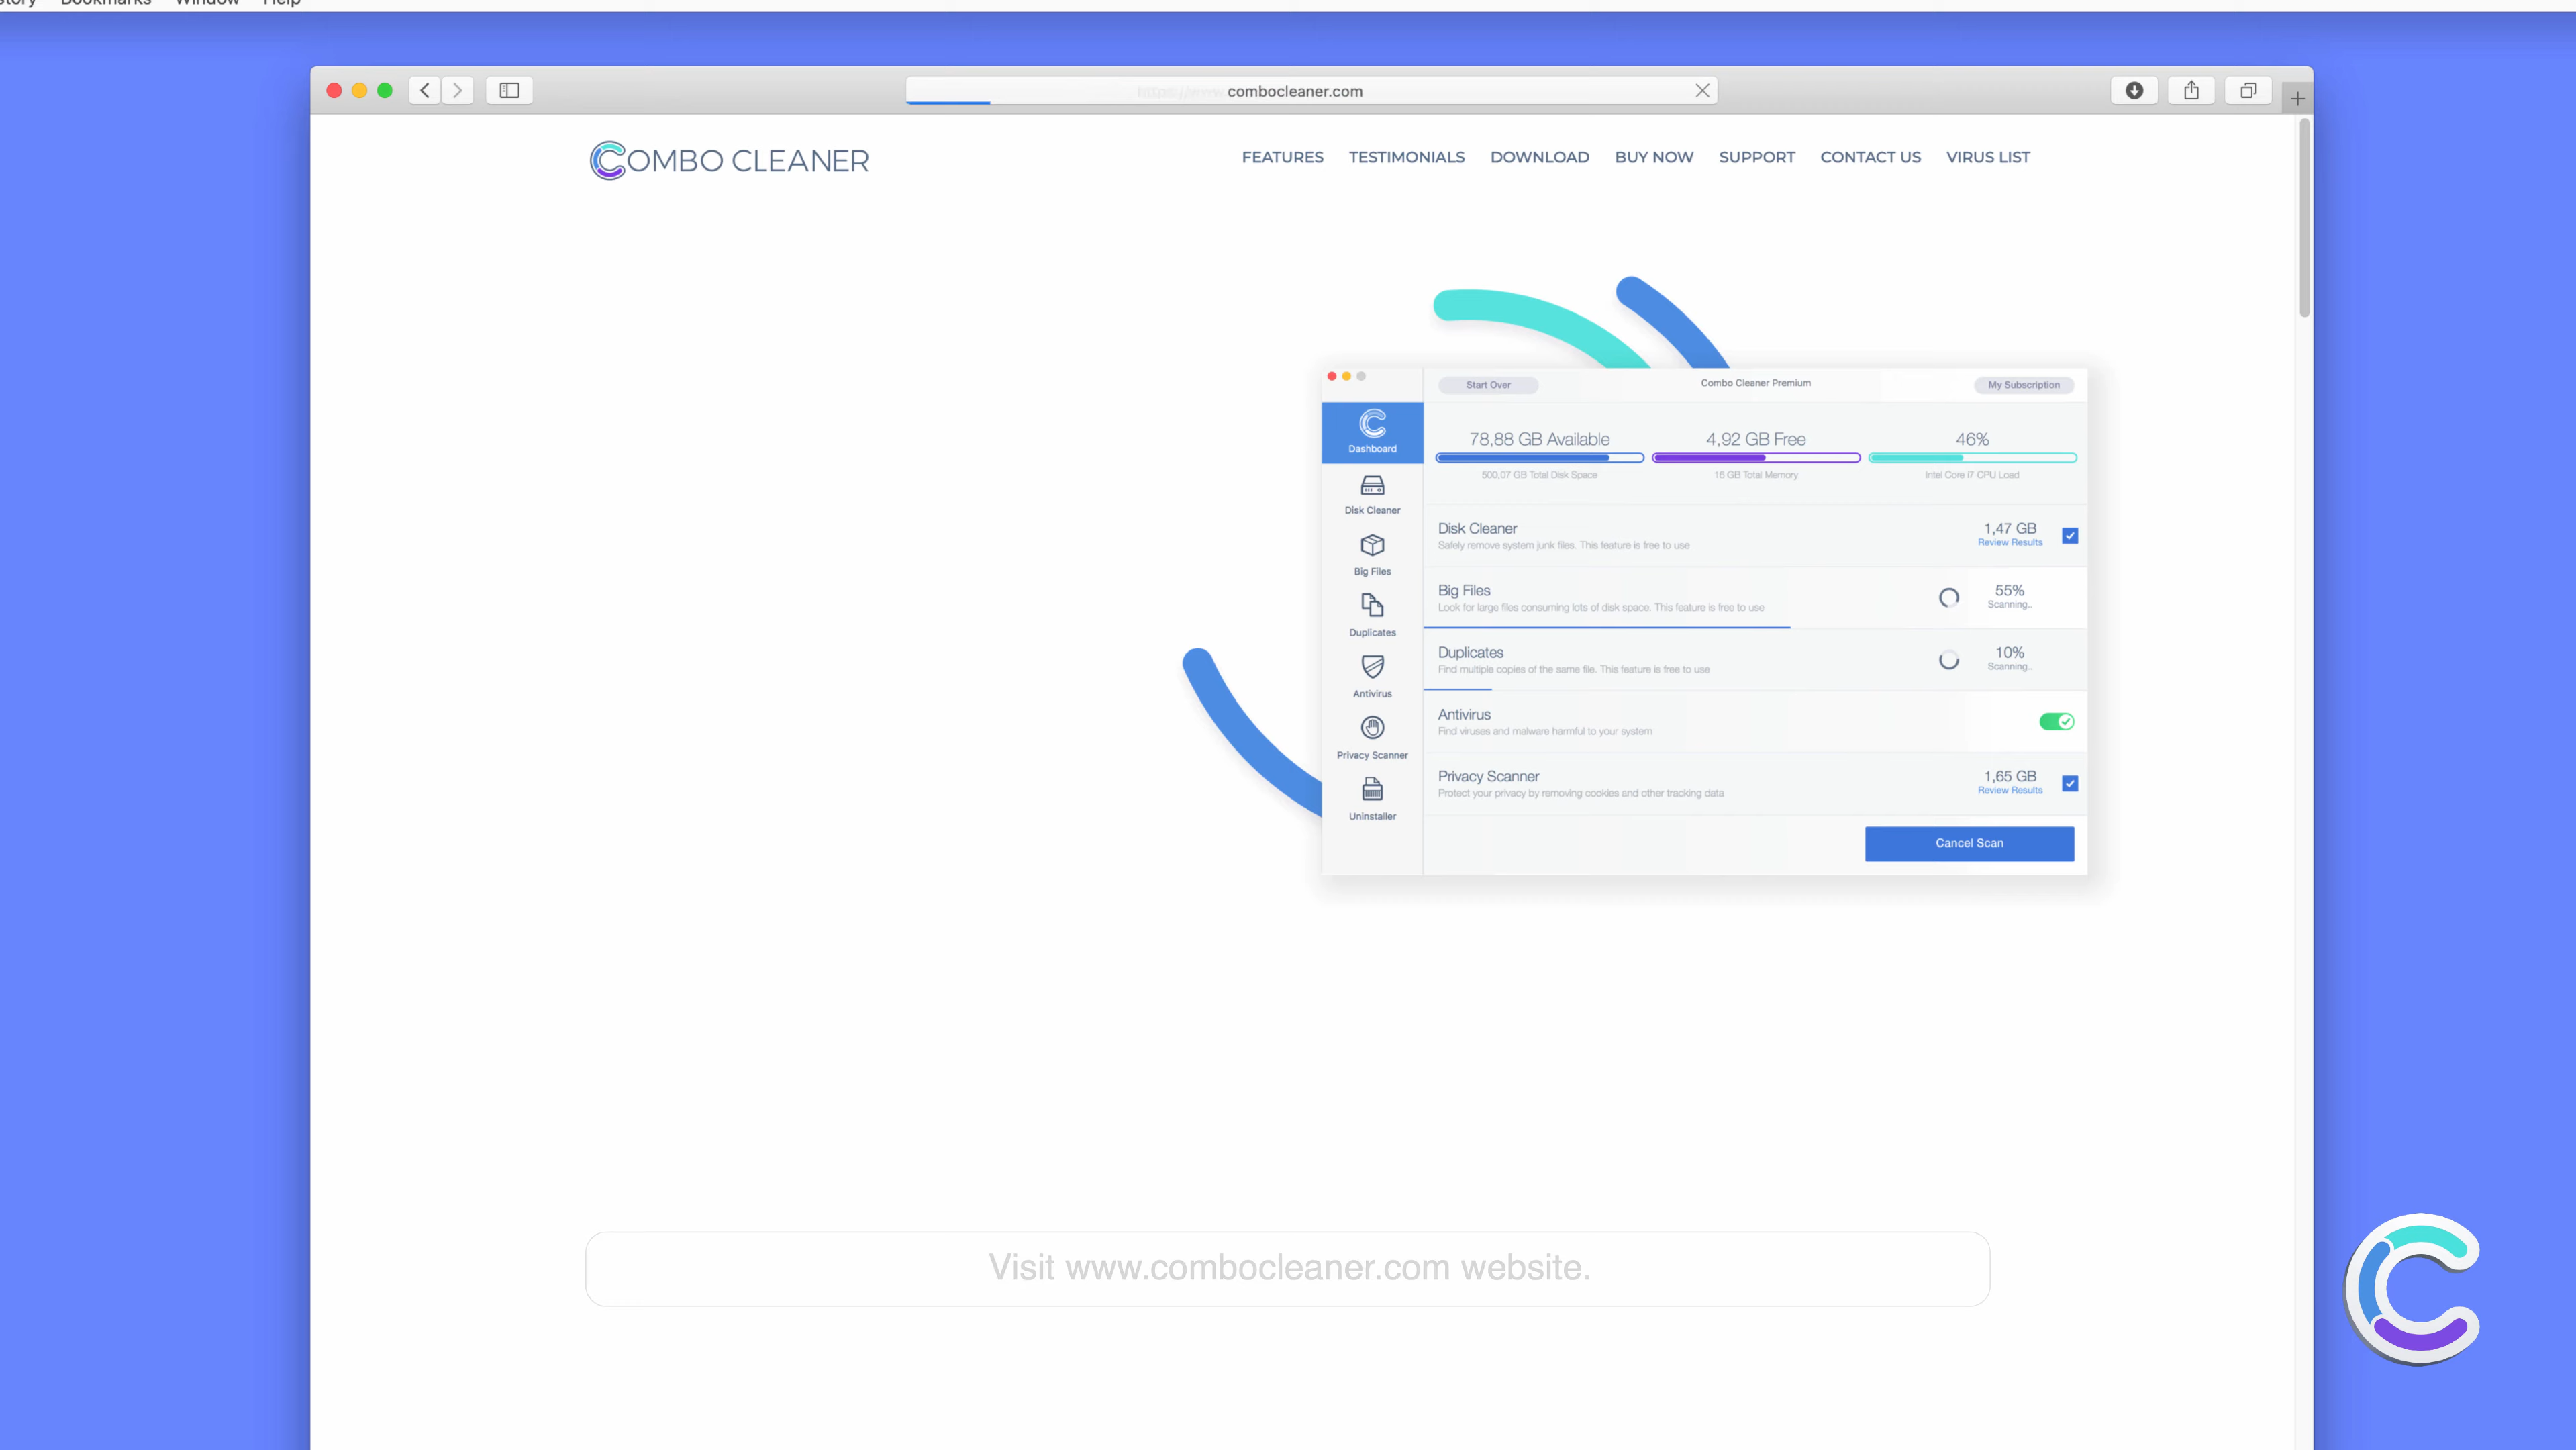 Bookmarks Window Help
https://www.combocleaner.com
COMBO CLEANER
FEATURES TESTIMONIALS DOWNLOAD BUY NOW SUPPORT CONTACT US VIRUS LIST
Start Over Combo Cleaner Premium My Subscription
Dashboard
78,88 GB Available 4,92 GB Free 46%
500,07 GB Total Disk Space 16 GB Total Memory Intel Core i7 CPU Load
Disk Cleaner
Disk Cleaner 1,47 GB
Safely remove system junk files. This feature is free to use Review Results
Big Files
Big Files 55%
Look for large files consuming lots of disk space. This feature is free to use Scanning..
Duplicates
Duplicates 10%
Find multiple copies of the same file. This feature is free to use Scanning..
Antivirus
Antivirus
Find viruses and malware harmful to your system
Privacy Scanner
Privacy Scanner 1,65 GB
Protect your privacy by removing cookies and other tracking data Review Results
Uninstaller
Cancel Scan
Visit www.combocleaner.com website.